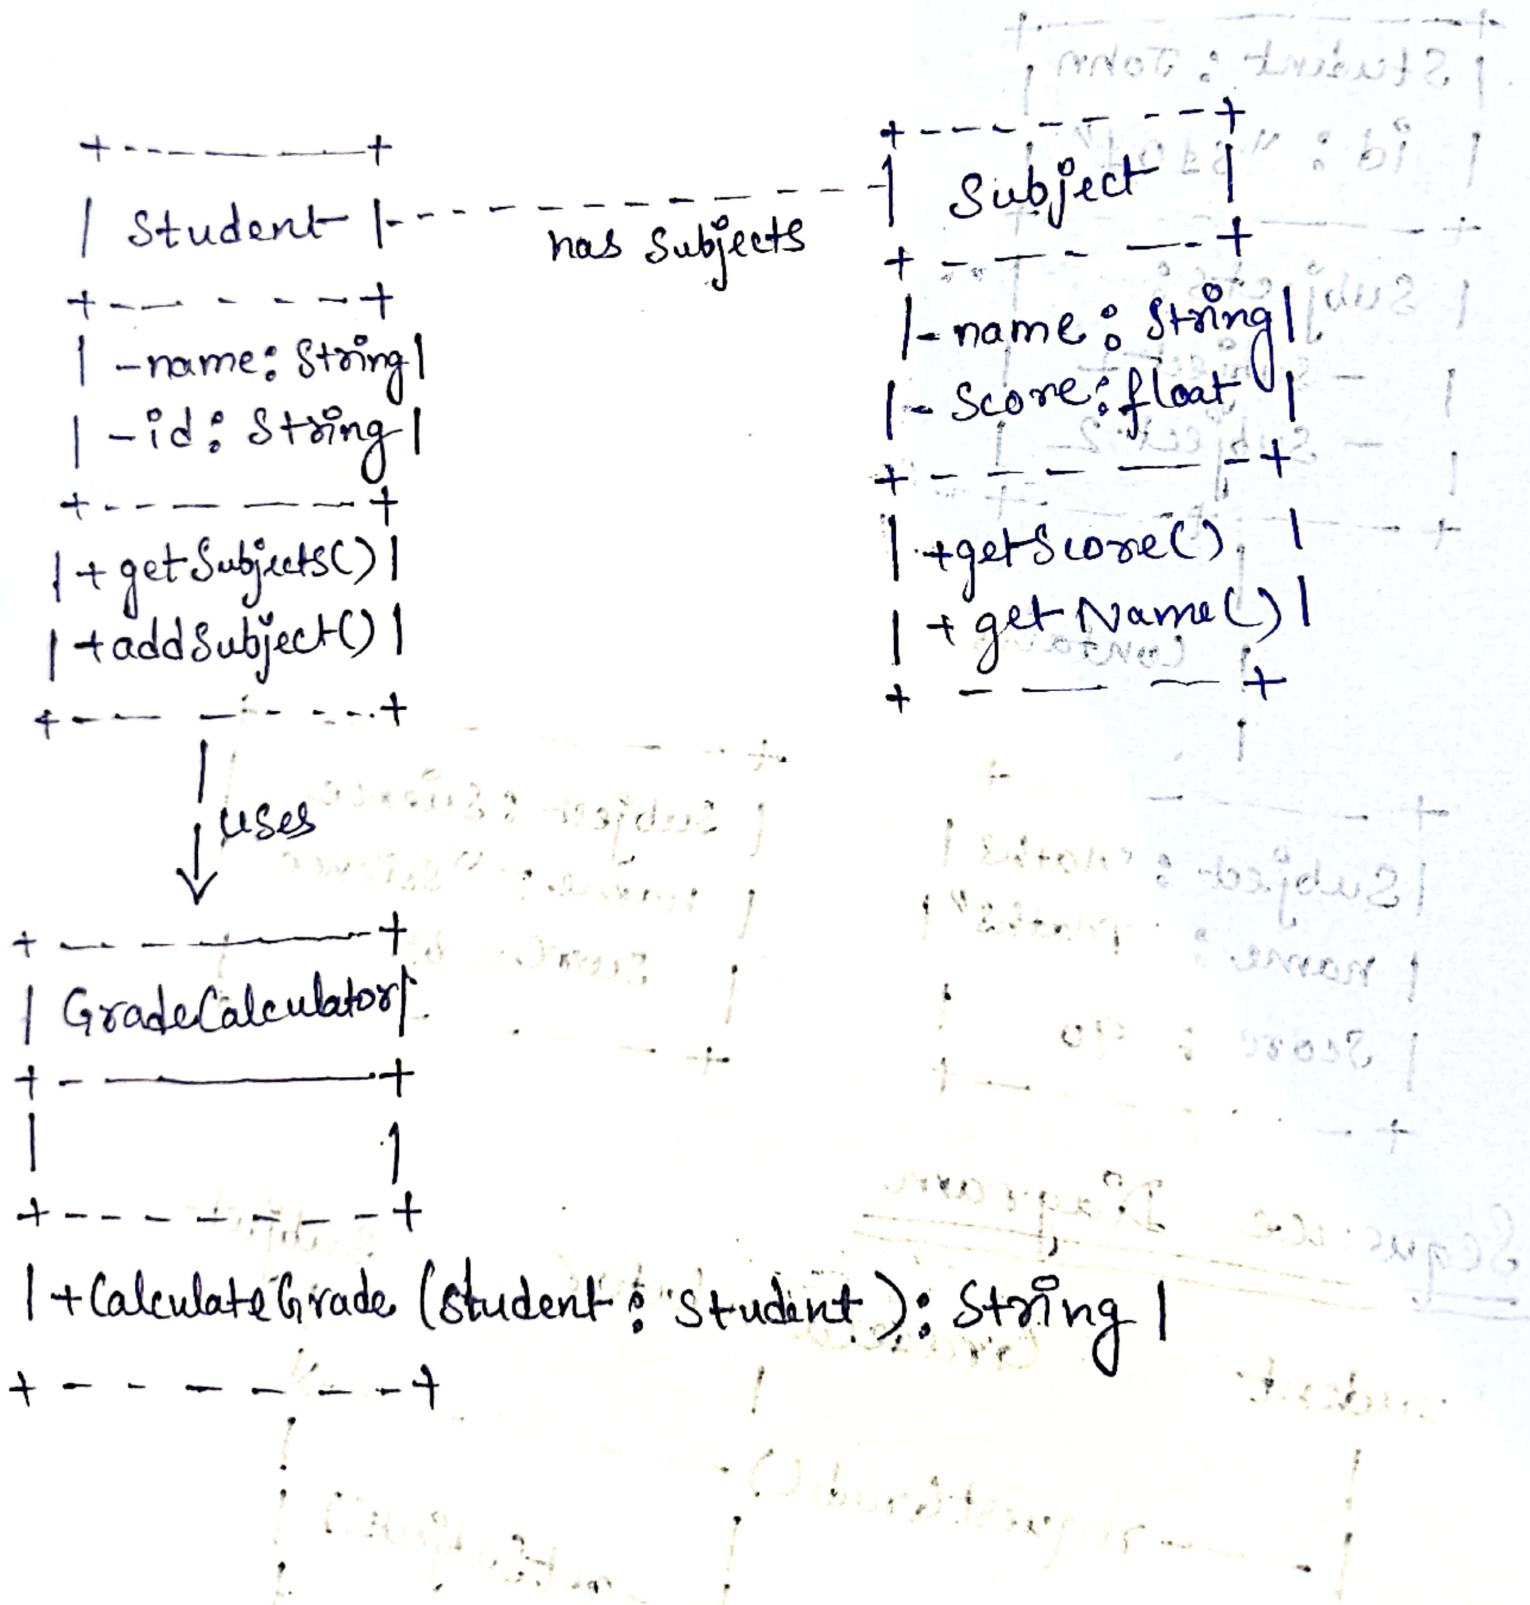 Student
has Subjects
Subject
-name: String
-id: String
+getSubjects()
+addSubject()
- name: String
- Score: float
+getScore()
+getName()
uses
GradeCalculator
+CalculateGrade (student: Student): String